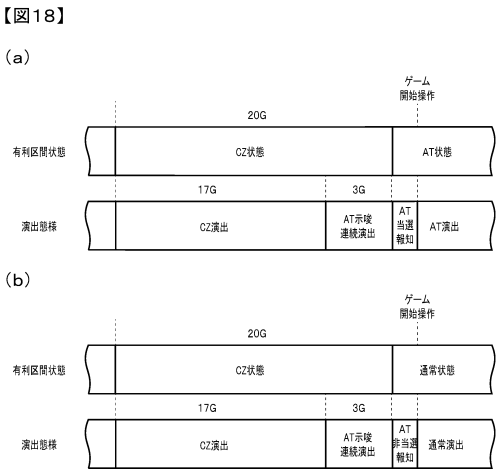 【図18】
(a)
ゲーム
開始操作
20G
有利区間状態
CZ状態
AT状態
17G
3G
演出態様
CZ演出
AT示唆
連続演出
AT
当選
報知
AT演出
(b)
ゲーム
開始操作
20G
有利区間状態
CZ状態
通常状態
17G
3G
演出態様
CZ演出
AT示唆
連続演出
AT
非当選
報知
通常演出